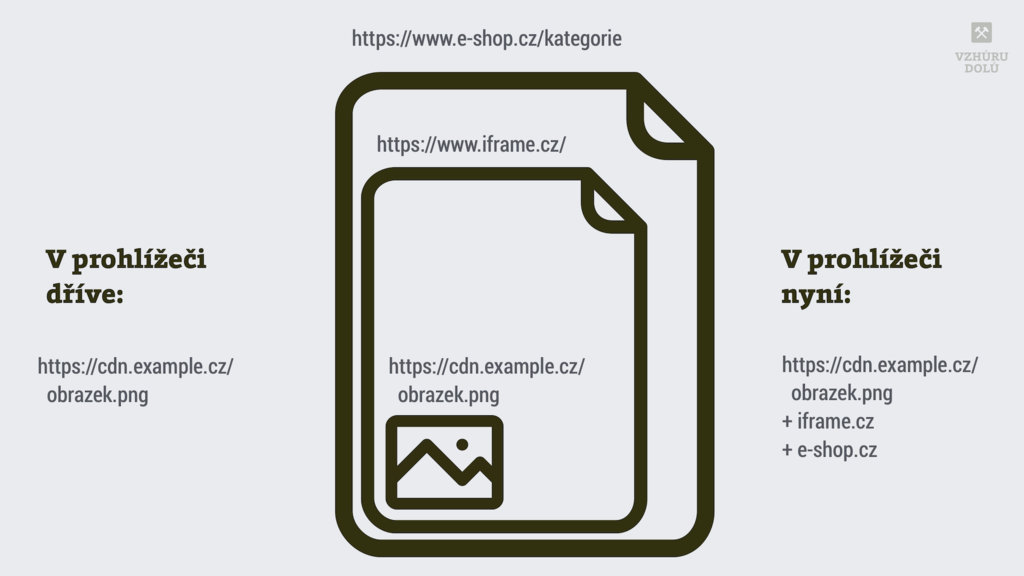 https://www.e-shop.cz/kategorie
VZHŮRU
DOLŮ
https://www.iframe.cz/
V prohlížeči
dříve:
https://cdn.example.cz/
obrazek.png
https://cdn.example.cz/
obrazek.png
V prohlížeči
nyní:
https://cdn.example.cz/
obrazek.png
+ iframe.cz
+ e-shop.cz